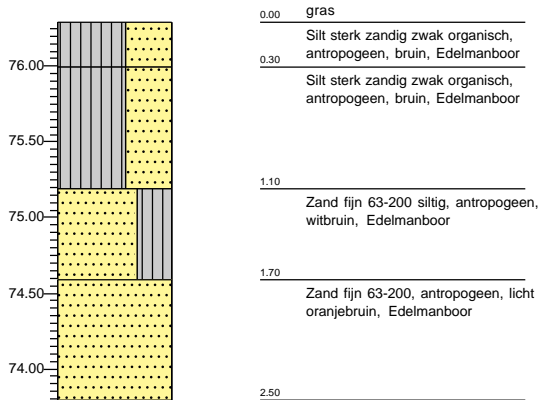 0.00 gras
Silt sterk zandig zwak organisch,
antropogeen, bruin, Edelmanboor
76.00
0.30
Silt sterk zandig zwak organisch,
antropogeen, bruin, Edelmanboor
75.50
1.10
Zand fijn 63-200 siltig, antropogeen,
witbruin, Edelmanboor
75.00
1.70
Zand fijn 63-200, antropogeen, licht
oranjebruin, Edelmanboor
74.50
74.00
2.50